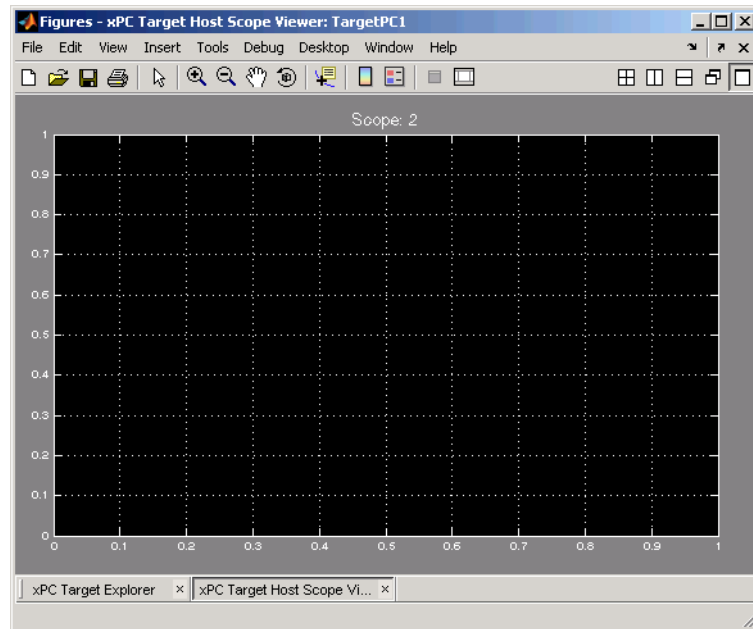 Figures - xPC Target Host Scope Viewer: TargetPC1
File Edit View Insert Tools Debug Desktop Window Help
Scope: 2
1
0.9
0.8
0.7
0.6
0.5
0.4
0.3
0.2
0.1
0
0 0.1 0.2 0.3 0.4 0.5 0.6 0.7 0.8 0.9 1
xPC Target Explorer xPC Target Host Scope Vi...